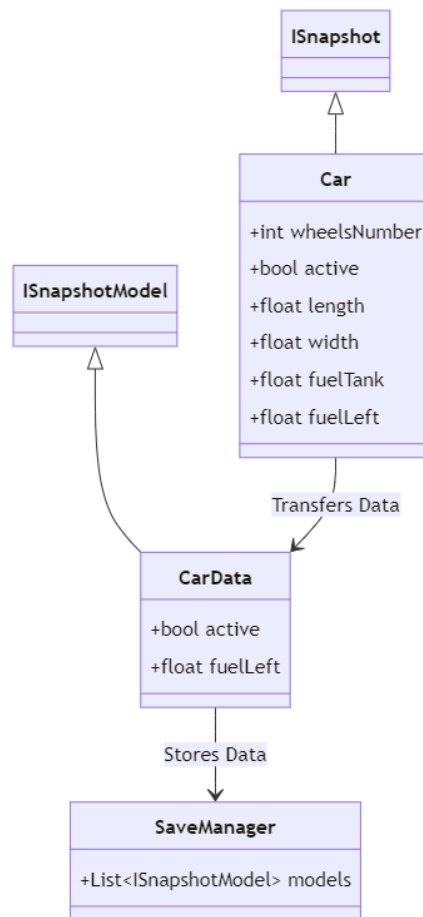 ISnapshot
Car
+int wheelsNumber
+bool active
+float length
+float width
+float fuelTank
+float fuelLeft
ISnapshotModel
Transfers Data
CarData
+bool active
+float fuelLeft
Stores Data
SaveManager
+List<ISnapshotModel> models